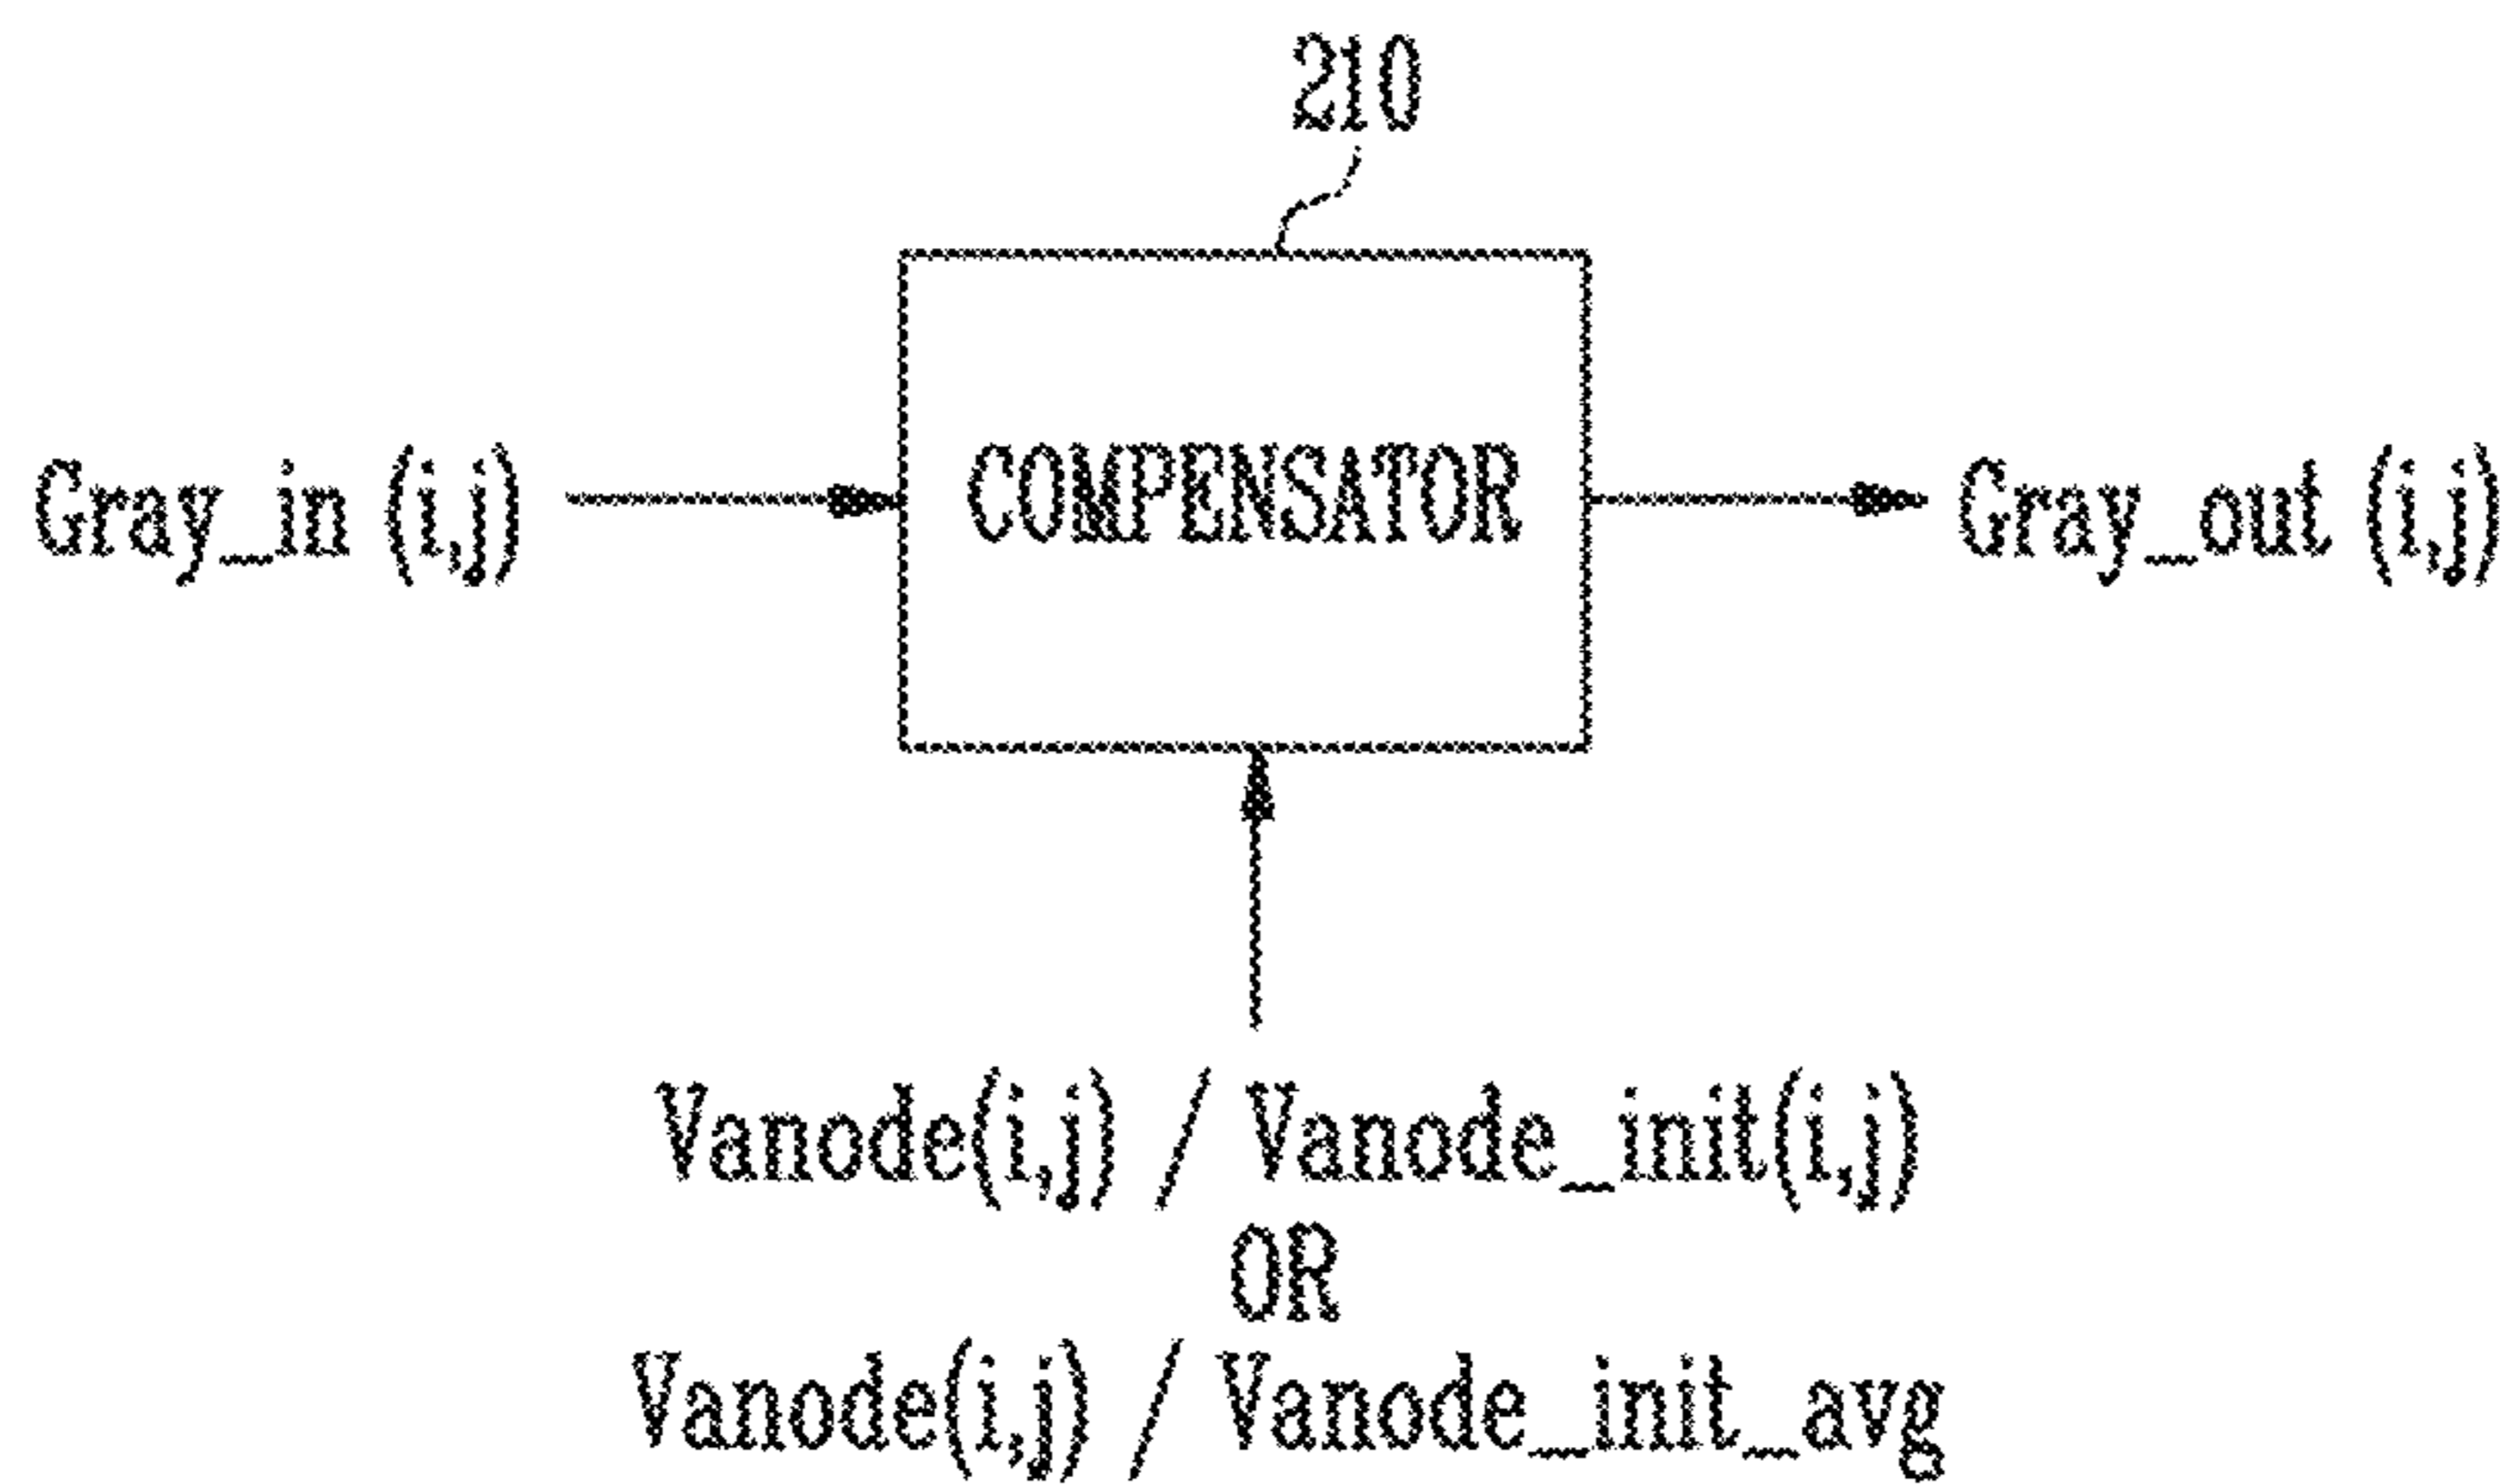 210
Gray_in (i,j)
COMPENSATOR
Gray_out (i,j)
Vanode(i,j) / Vanode_init(i,j)
OR
Vanode(i,j) / Vanode_init_avg